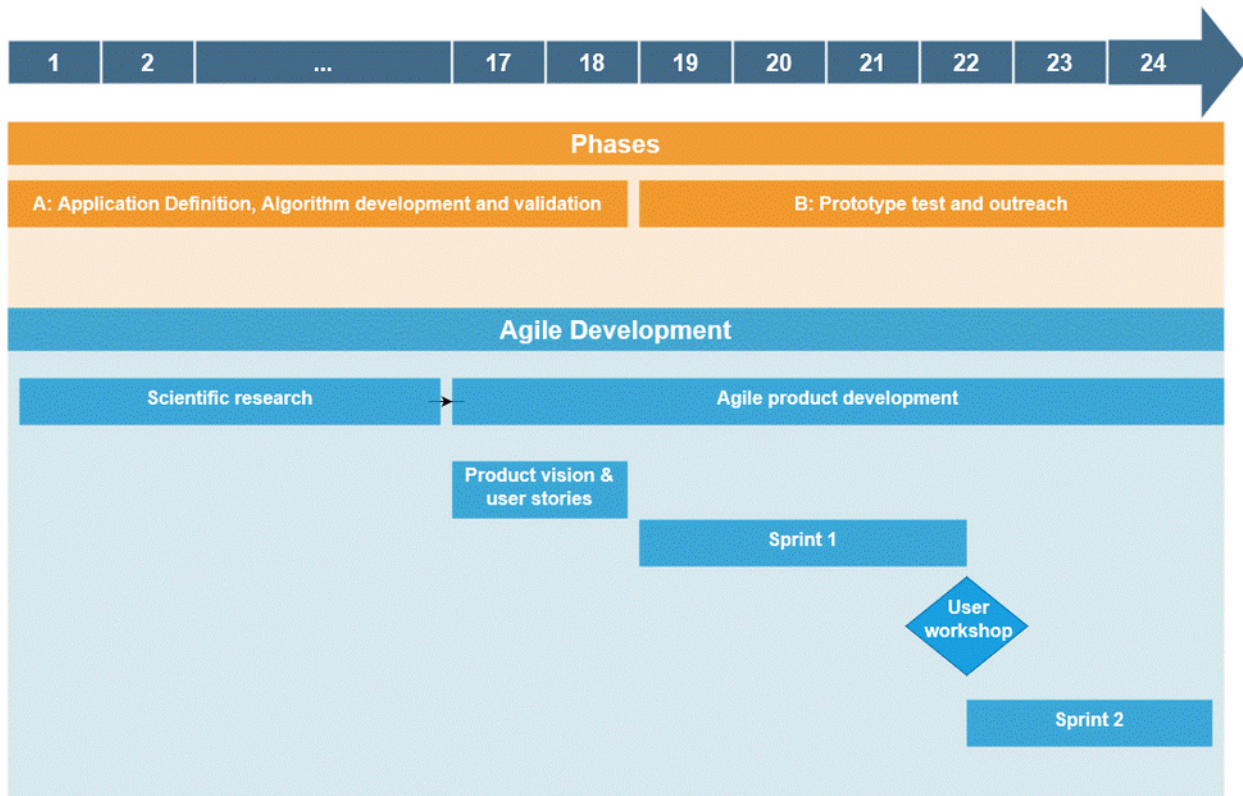 1 2 ... 17 18 19 20 21 22 23 24
Phases
A: Application Definition, Algorithm development and validation
B: Prototype test and outreach
Agile Development
Scientific research
Agile product development
Product vision &
user stories
Sprint 1
User
workshop
Sprint 2